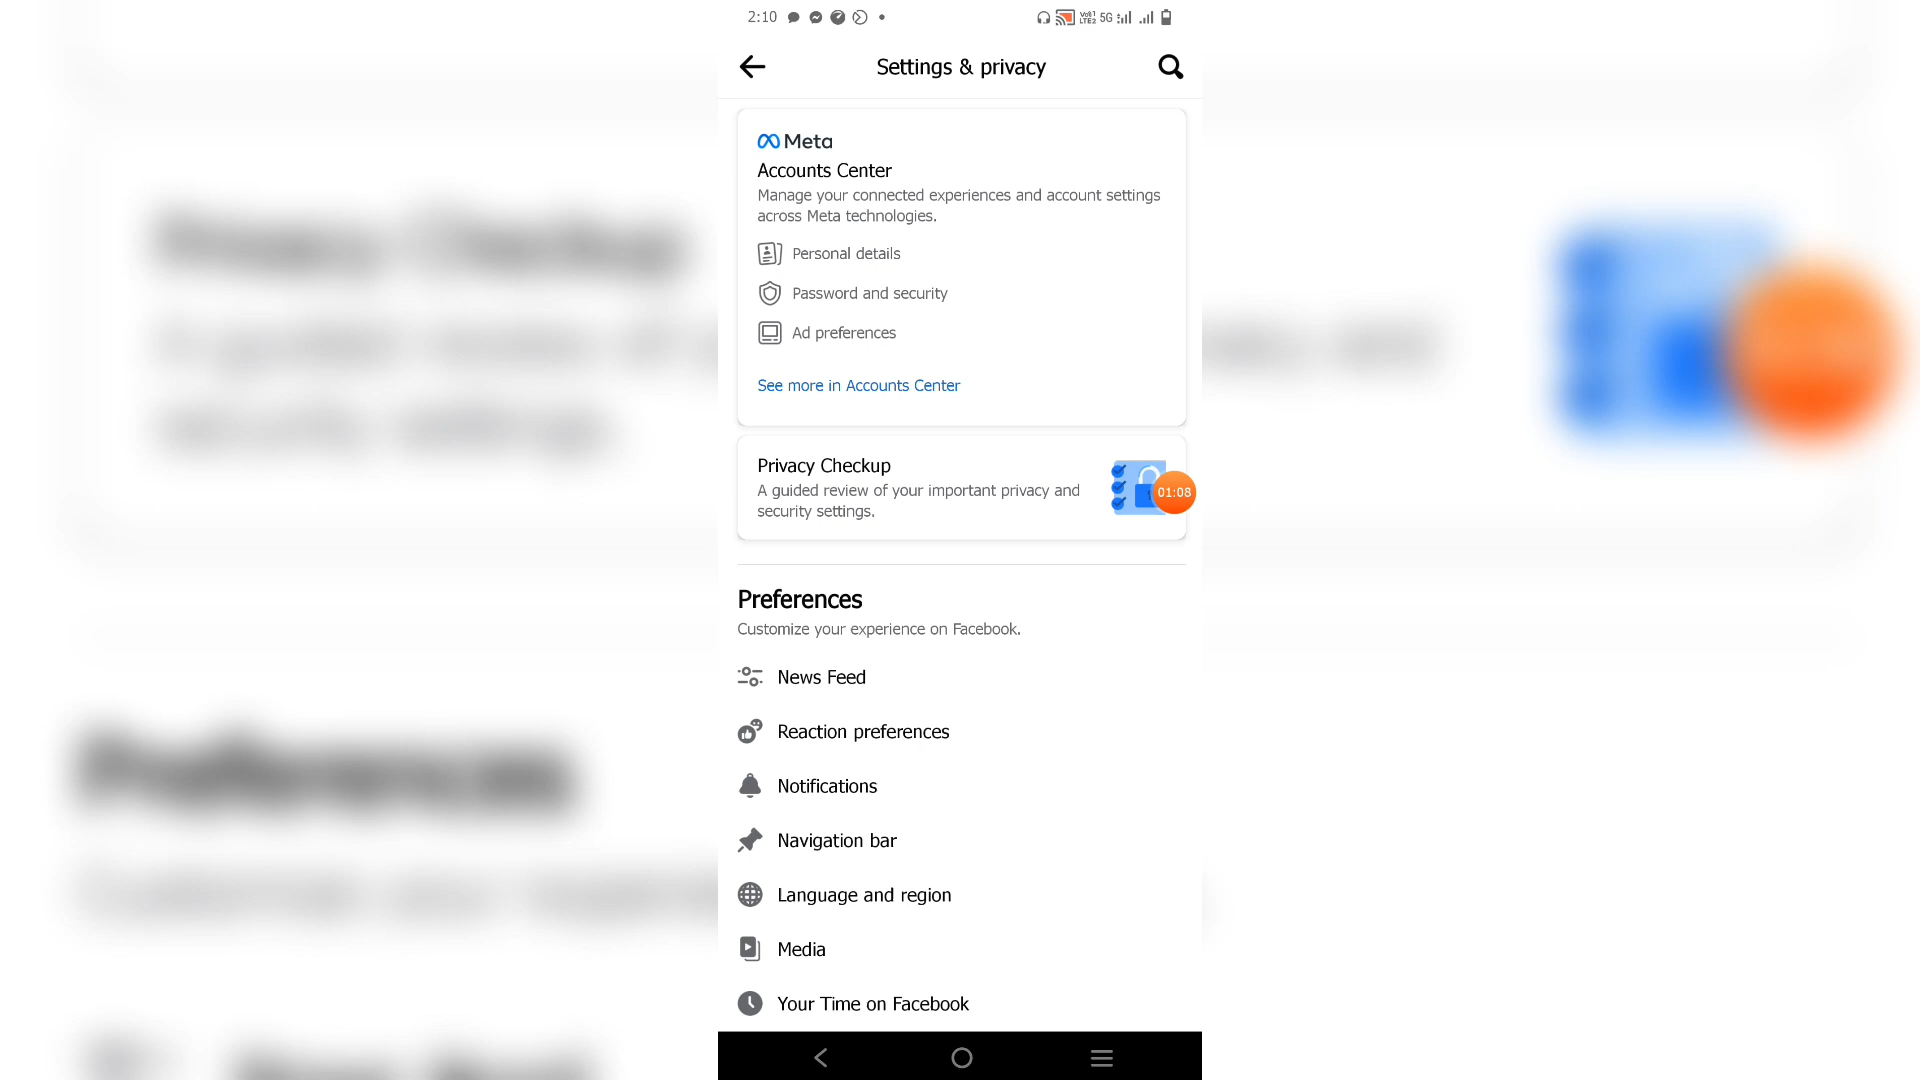 2:10
VoLTE2 5G
Settings & privacy
Meta
Accounts Center
Manage your connected experiences and account settings
across Meta technologies.
Personal details
Password and security
Ad preferences
See more in Accounts Center
Privacy Checkup
A guided review of your important privacy and
security settings.
01:08
Preferences
Customize your experience on Facebook.
News Feed
Reaction preferences
Notifications
Navigation bar
Language and region
Media
Your Time on Facebook